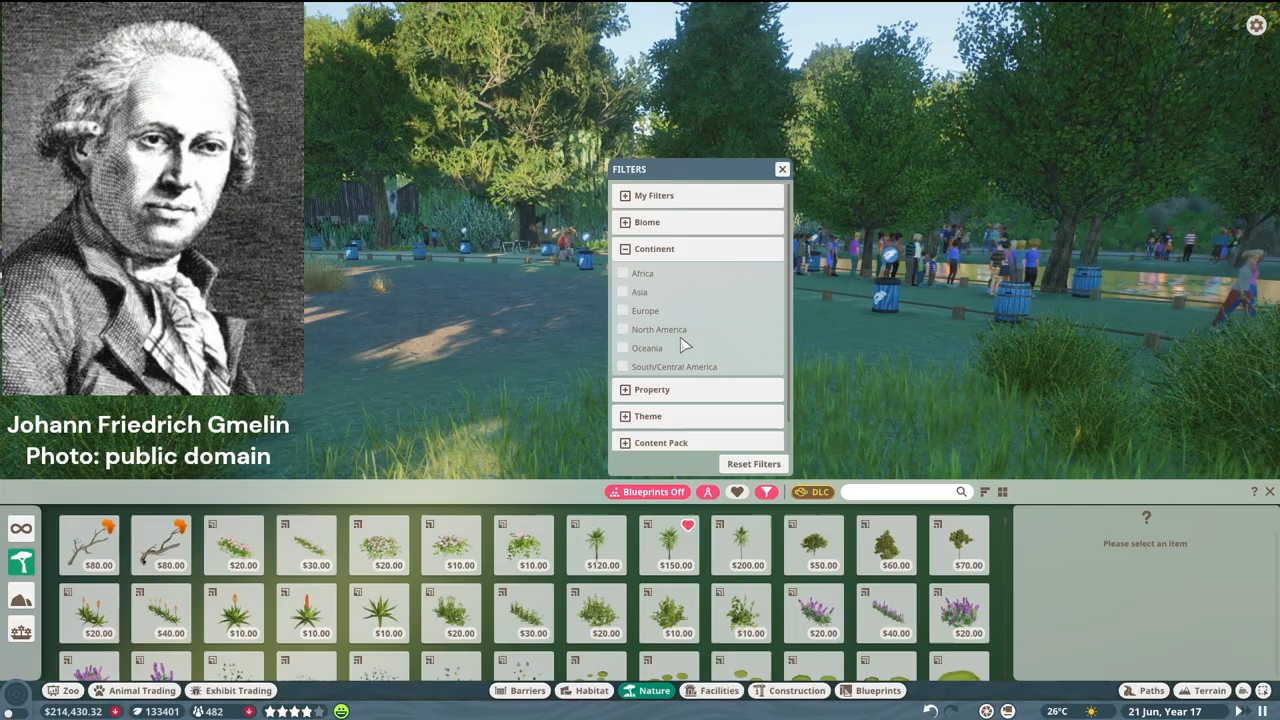 FILTERS
My Filters
Biome
Continent
Africa
Asia
Europe
North America
Oceania
South/Central America
Property
Theme
Content Pack
Reset Filters
Johann Friedrich Gmelin
Photo: public domain
Blueprints Off
DLC
?
?
Please select an item
$80.00 $80.00 $20.00 $30.00 $20.00 $10.00 $10.00 $120.00 $150.00 $200.00 $50.00 $60.00 $70.00
$20.00 $40.00 $10.00 $10.00 $10.00 $20.00 $30.00 $20.00 $10.00 $10.00 $20.00 $40.00 $20.00
Zoo Animal Trading Exhibit Trading Barriers Habitat Nature Facilities Construction Blueprints Paths Terrain
$214,430.32 133401 482 26°C 21 Jun, Year 17